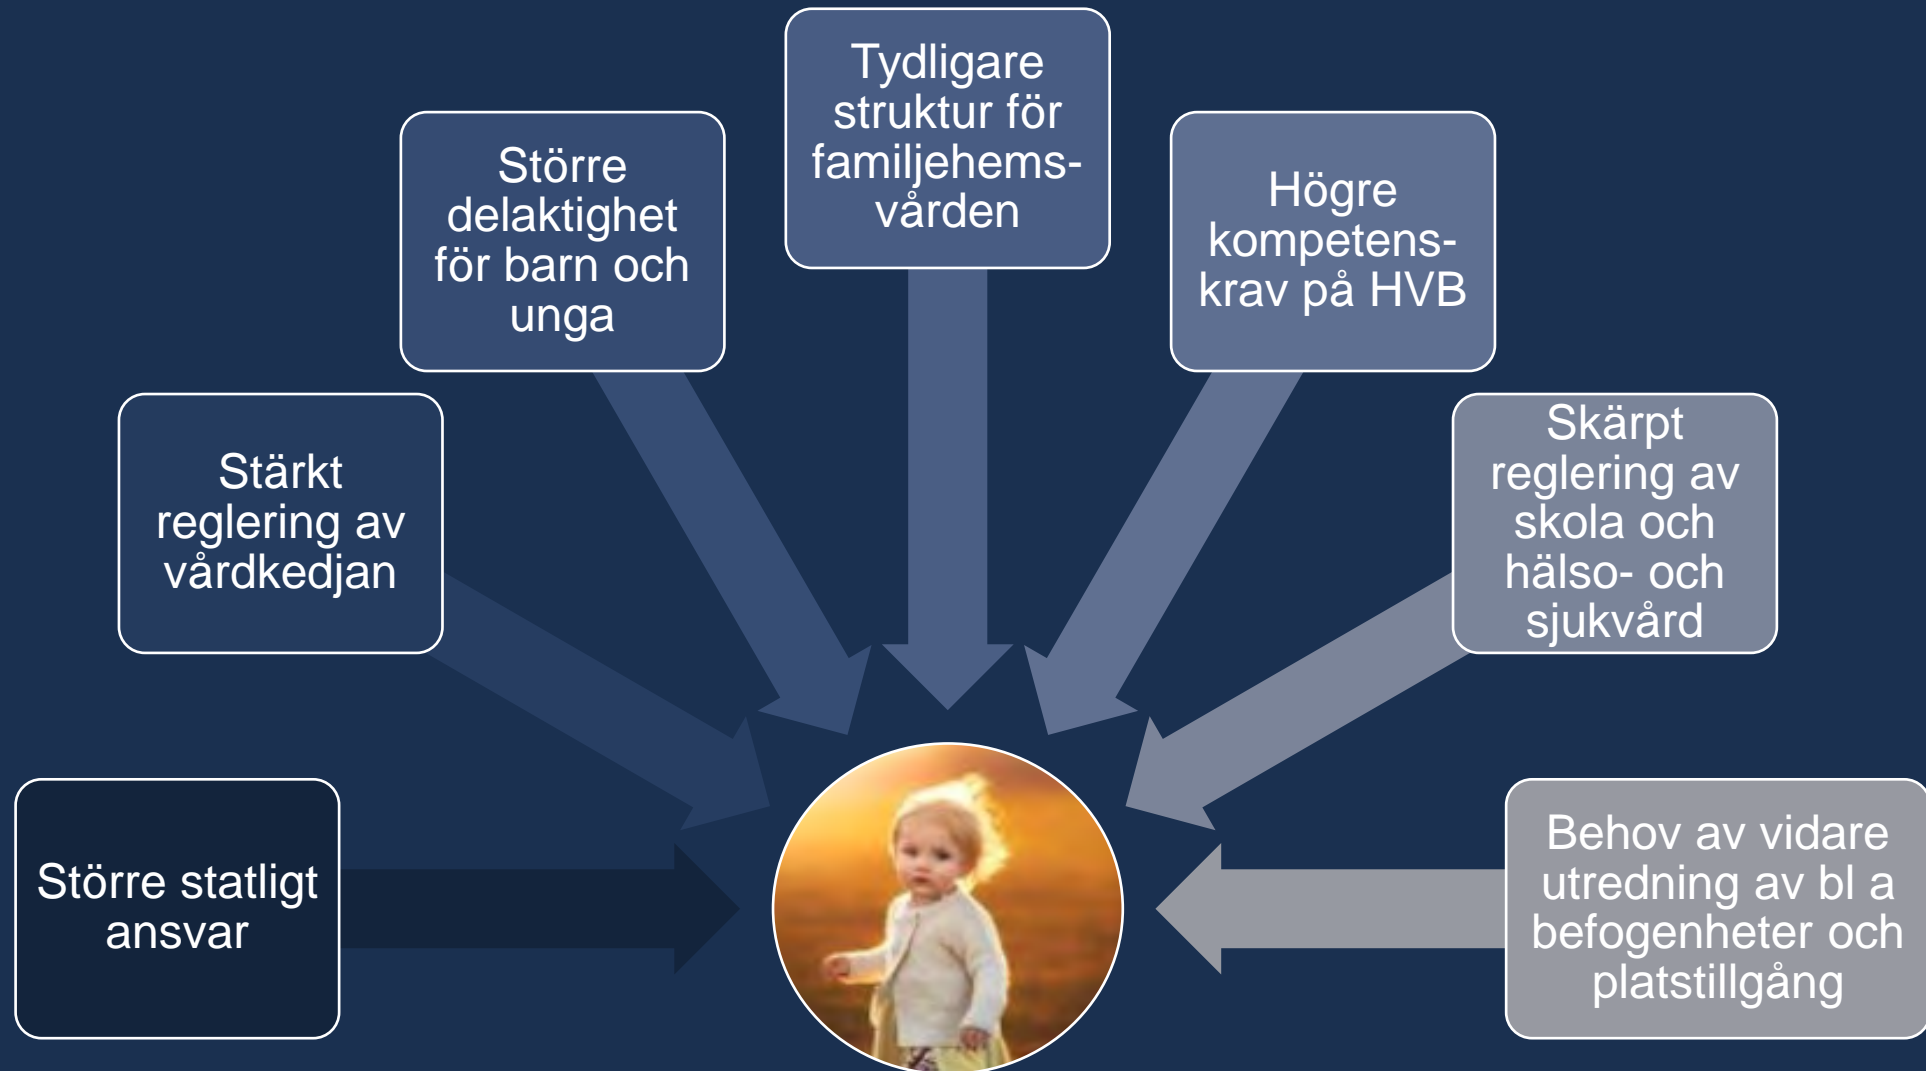 Större statligt
ansvar
Stärkt
reglering av
vårdkedjan
Större
delaktighet
för barn och
unga
Tydligare
struktur för
familjehems-
vården
Högre
kompetens-
krav på HVB
Skärpt
reglering av
skola och
hälso- och
sjukvård
Behov av vidare
utredning av bl a
befogenheter och
platstillgång